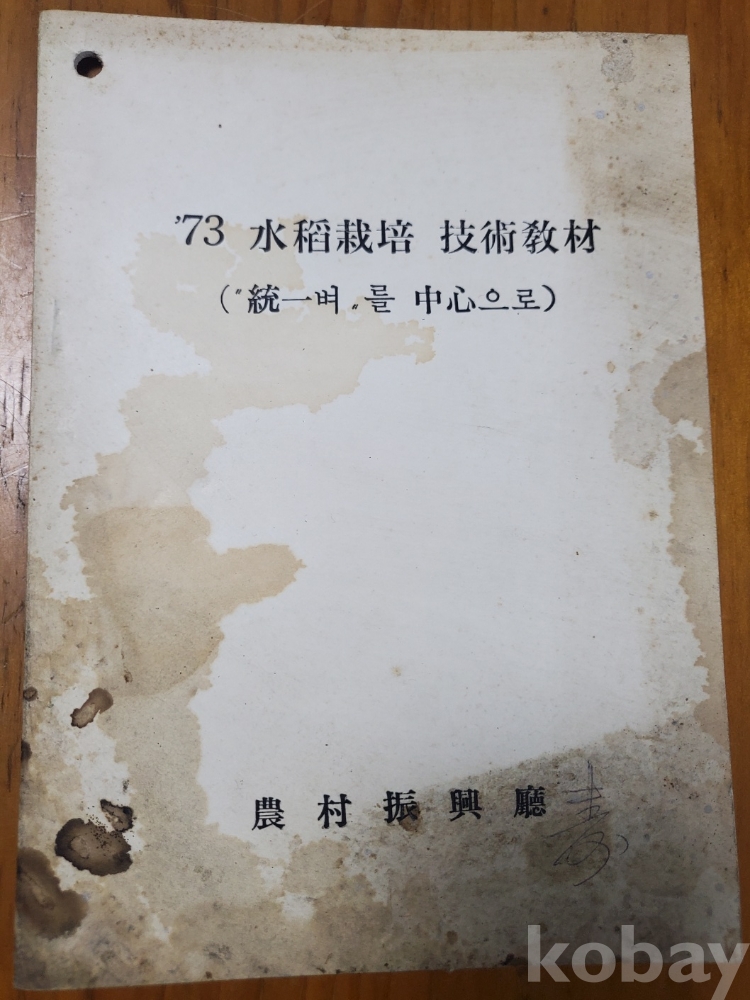 '73 水稻栽培 技術敎材
(〃統一벼〃를 中心으로)
農村振興廳
kobay